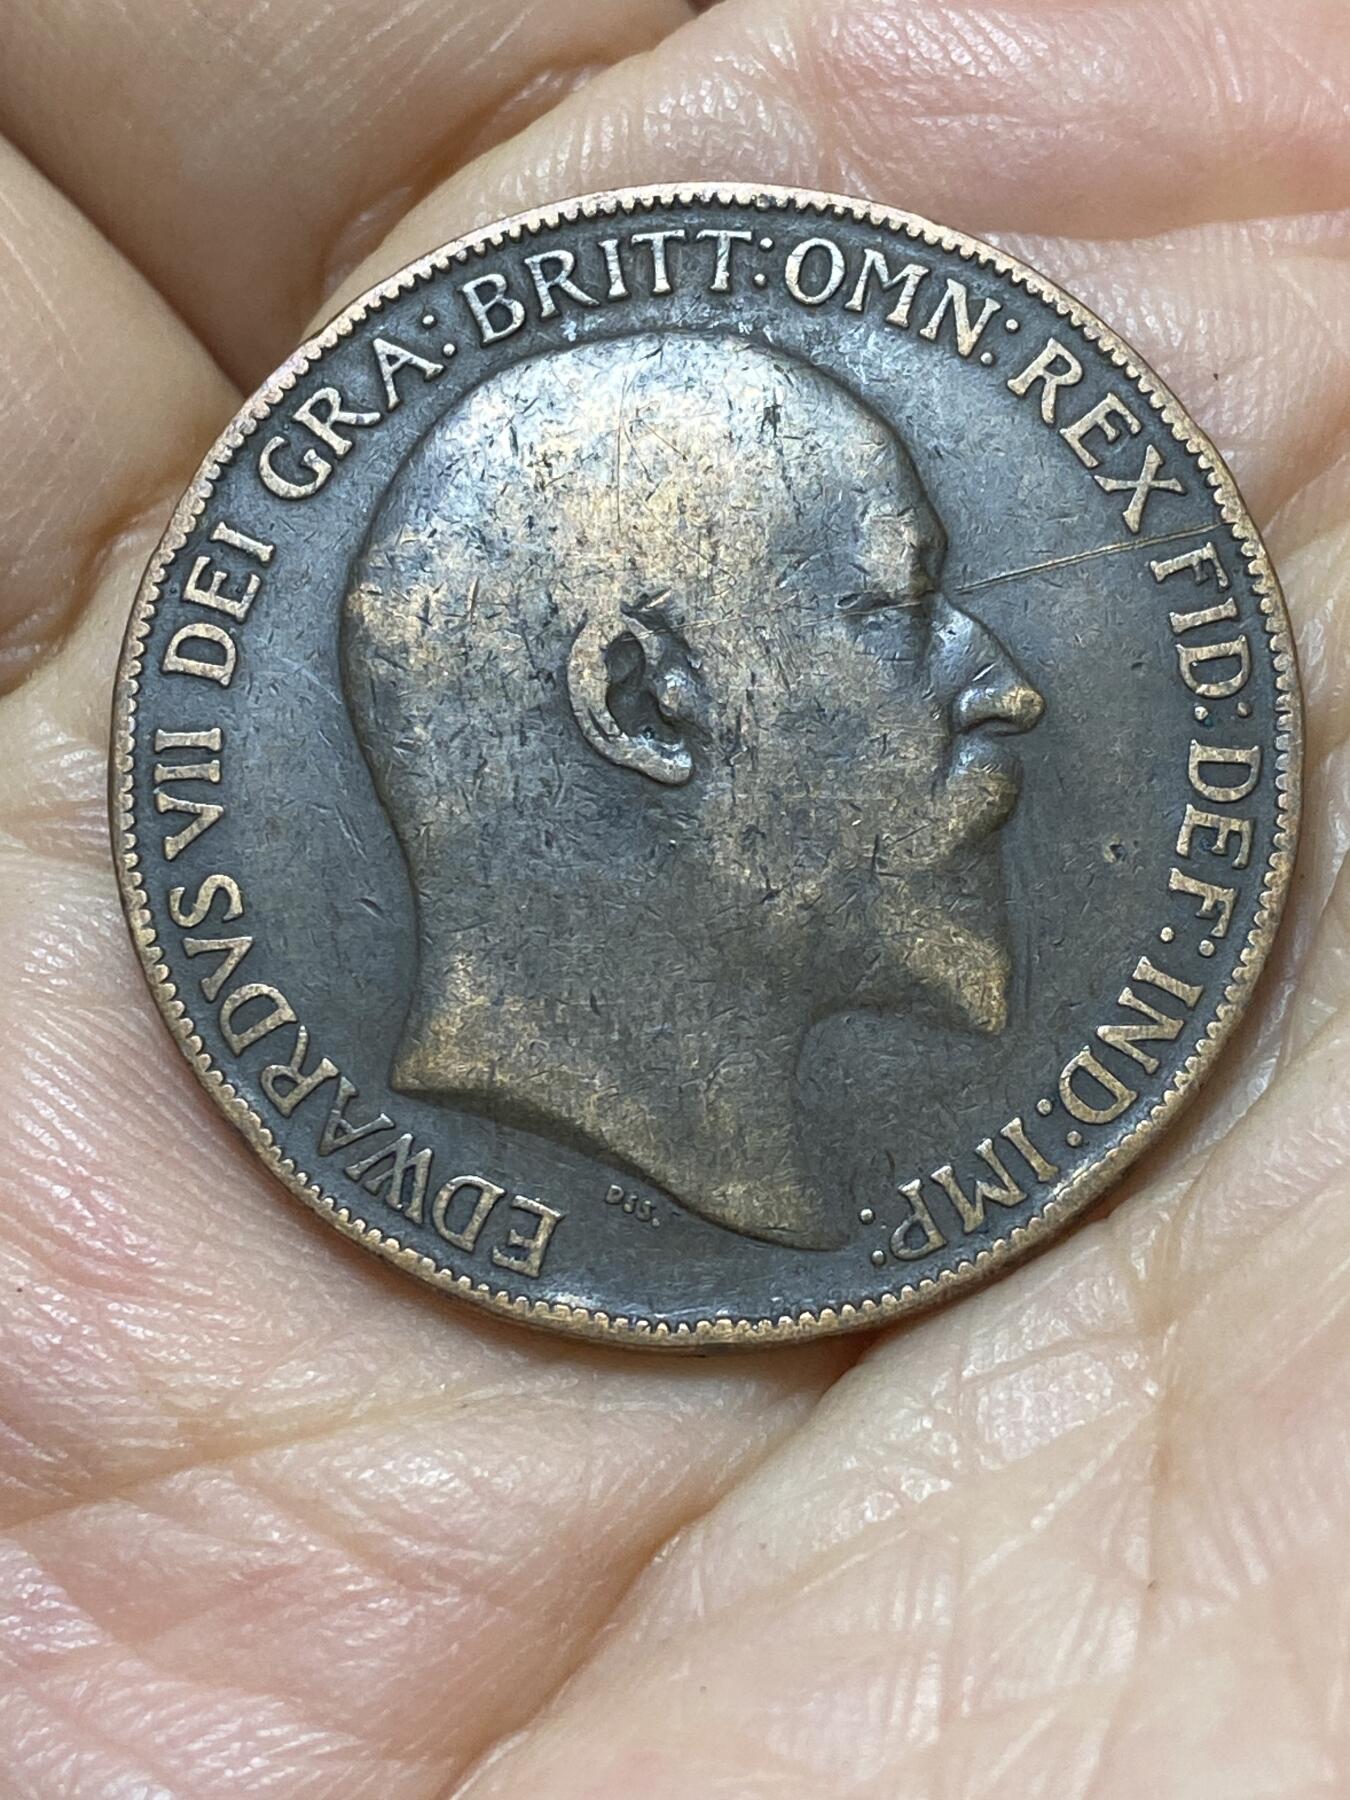 EDWARDVS VII DEI GRA: BRITT: OMN: REX FID: DEF: IND: IMP:
DES.